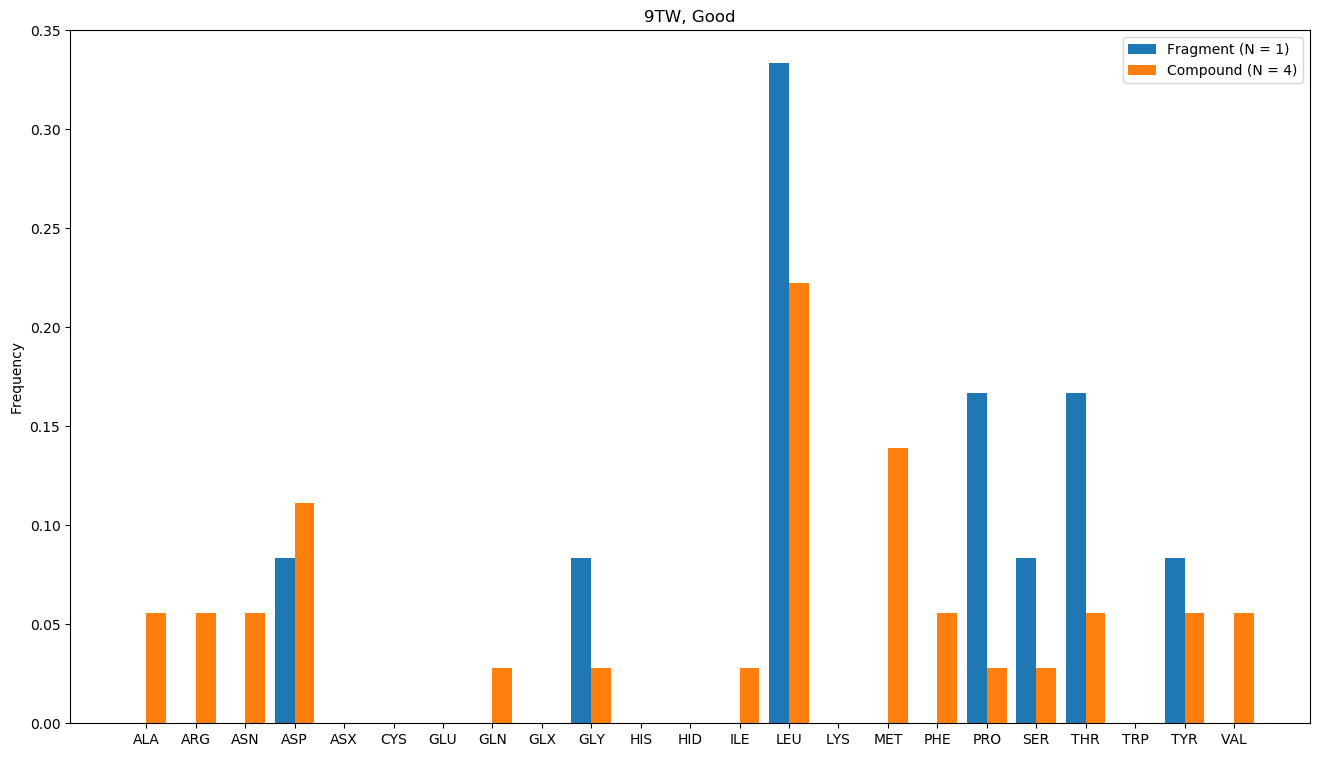 9TW, Good
Fragment (N = 1)
Compound (N = 4)
Frequency
0.35
0.30
0.25
0.20
0.15
0.10
0.05
0.00
ALA ARG ASN ASP ASX CYS GLU GLN GLX GLY HIS HID ILE LEU LYS MET PHE PRO SER THR TRP TYR VAL